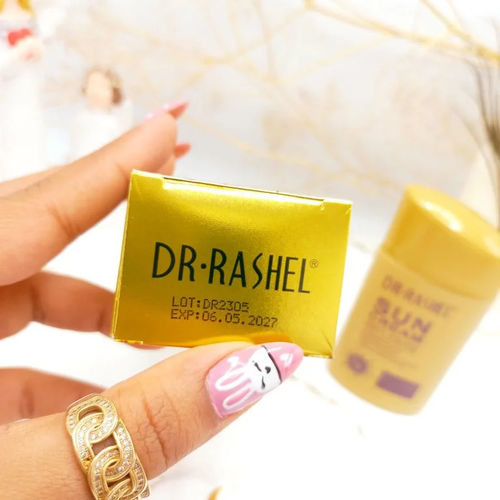 DR·RASHEL®
LOT:DR2305
EXP:06.05.2027
DR·RASHEL
SUN
CREAM